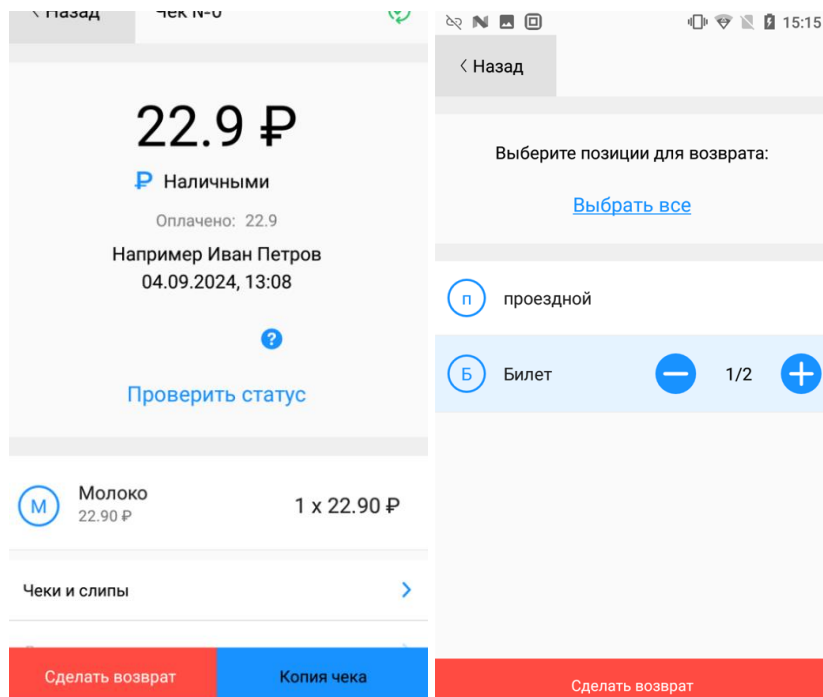 Назад
Чек №0
22.9 ₽
₽ Наличными
Оплачено: 22.9
Например Иван Петров
04.09.2024, 13:08
?
Проверить статус
М
Молоко
22.90 ₽
1 x 22.90 ₽
Чеки и слипы
Сделать возврат
Копия чека
15:15
Назад
Выберите позиции для возврата:
Выбрать все
п
проездной
Б
Билет
1/2
Сделать возврат